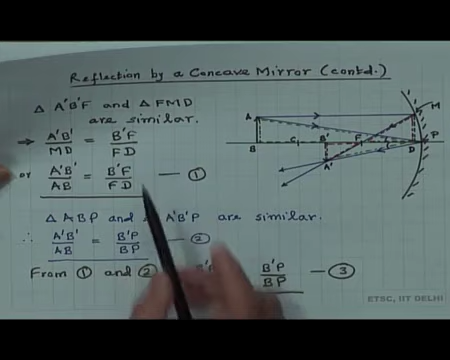 Reflection by a Concave Mirror (contd.)
△ A'B'F and △ FMD
are similar.
⇒ A'B'/MD = B'F/FD
or A'B'/AB = B'F/FD — ①
△ ABP and △ A'B'P are similar.
∴ A'B'/AB = B'P/BP — ②
From ① and ② B'P/BP — ③
A M
B C B' F D P
A'
ETSC, IIT DELHI